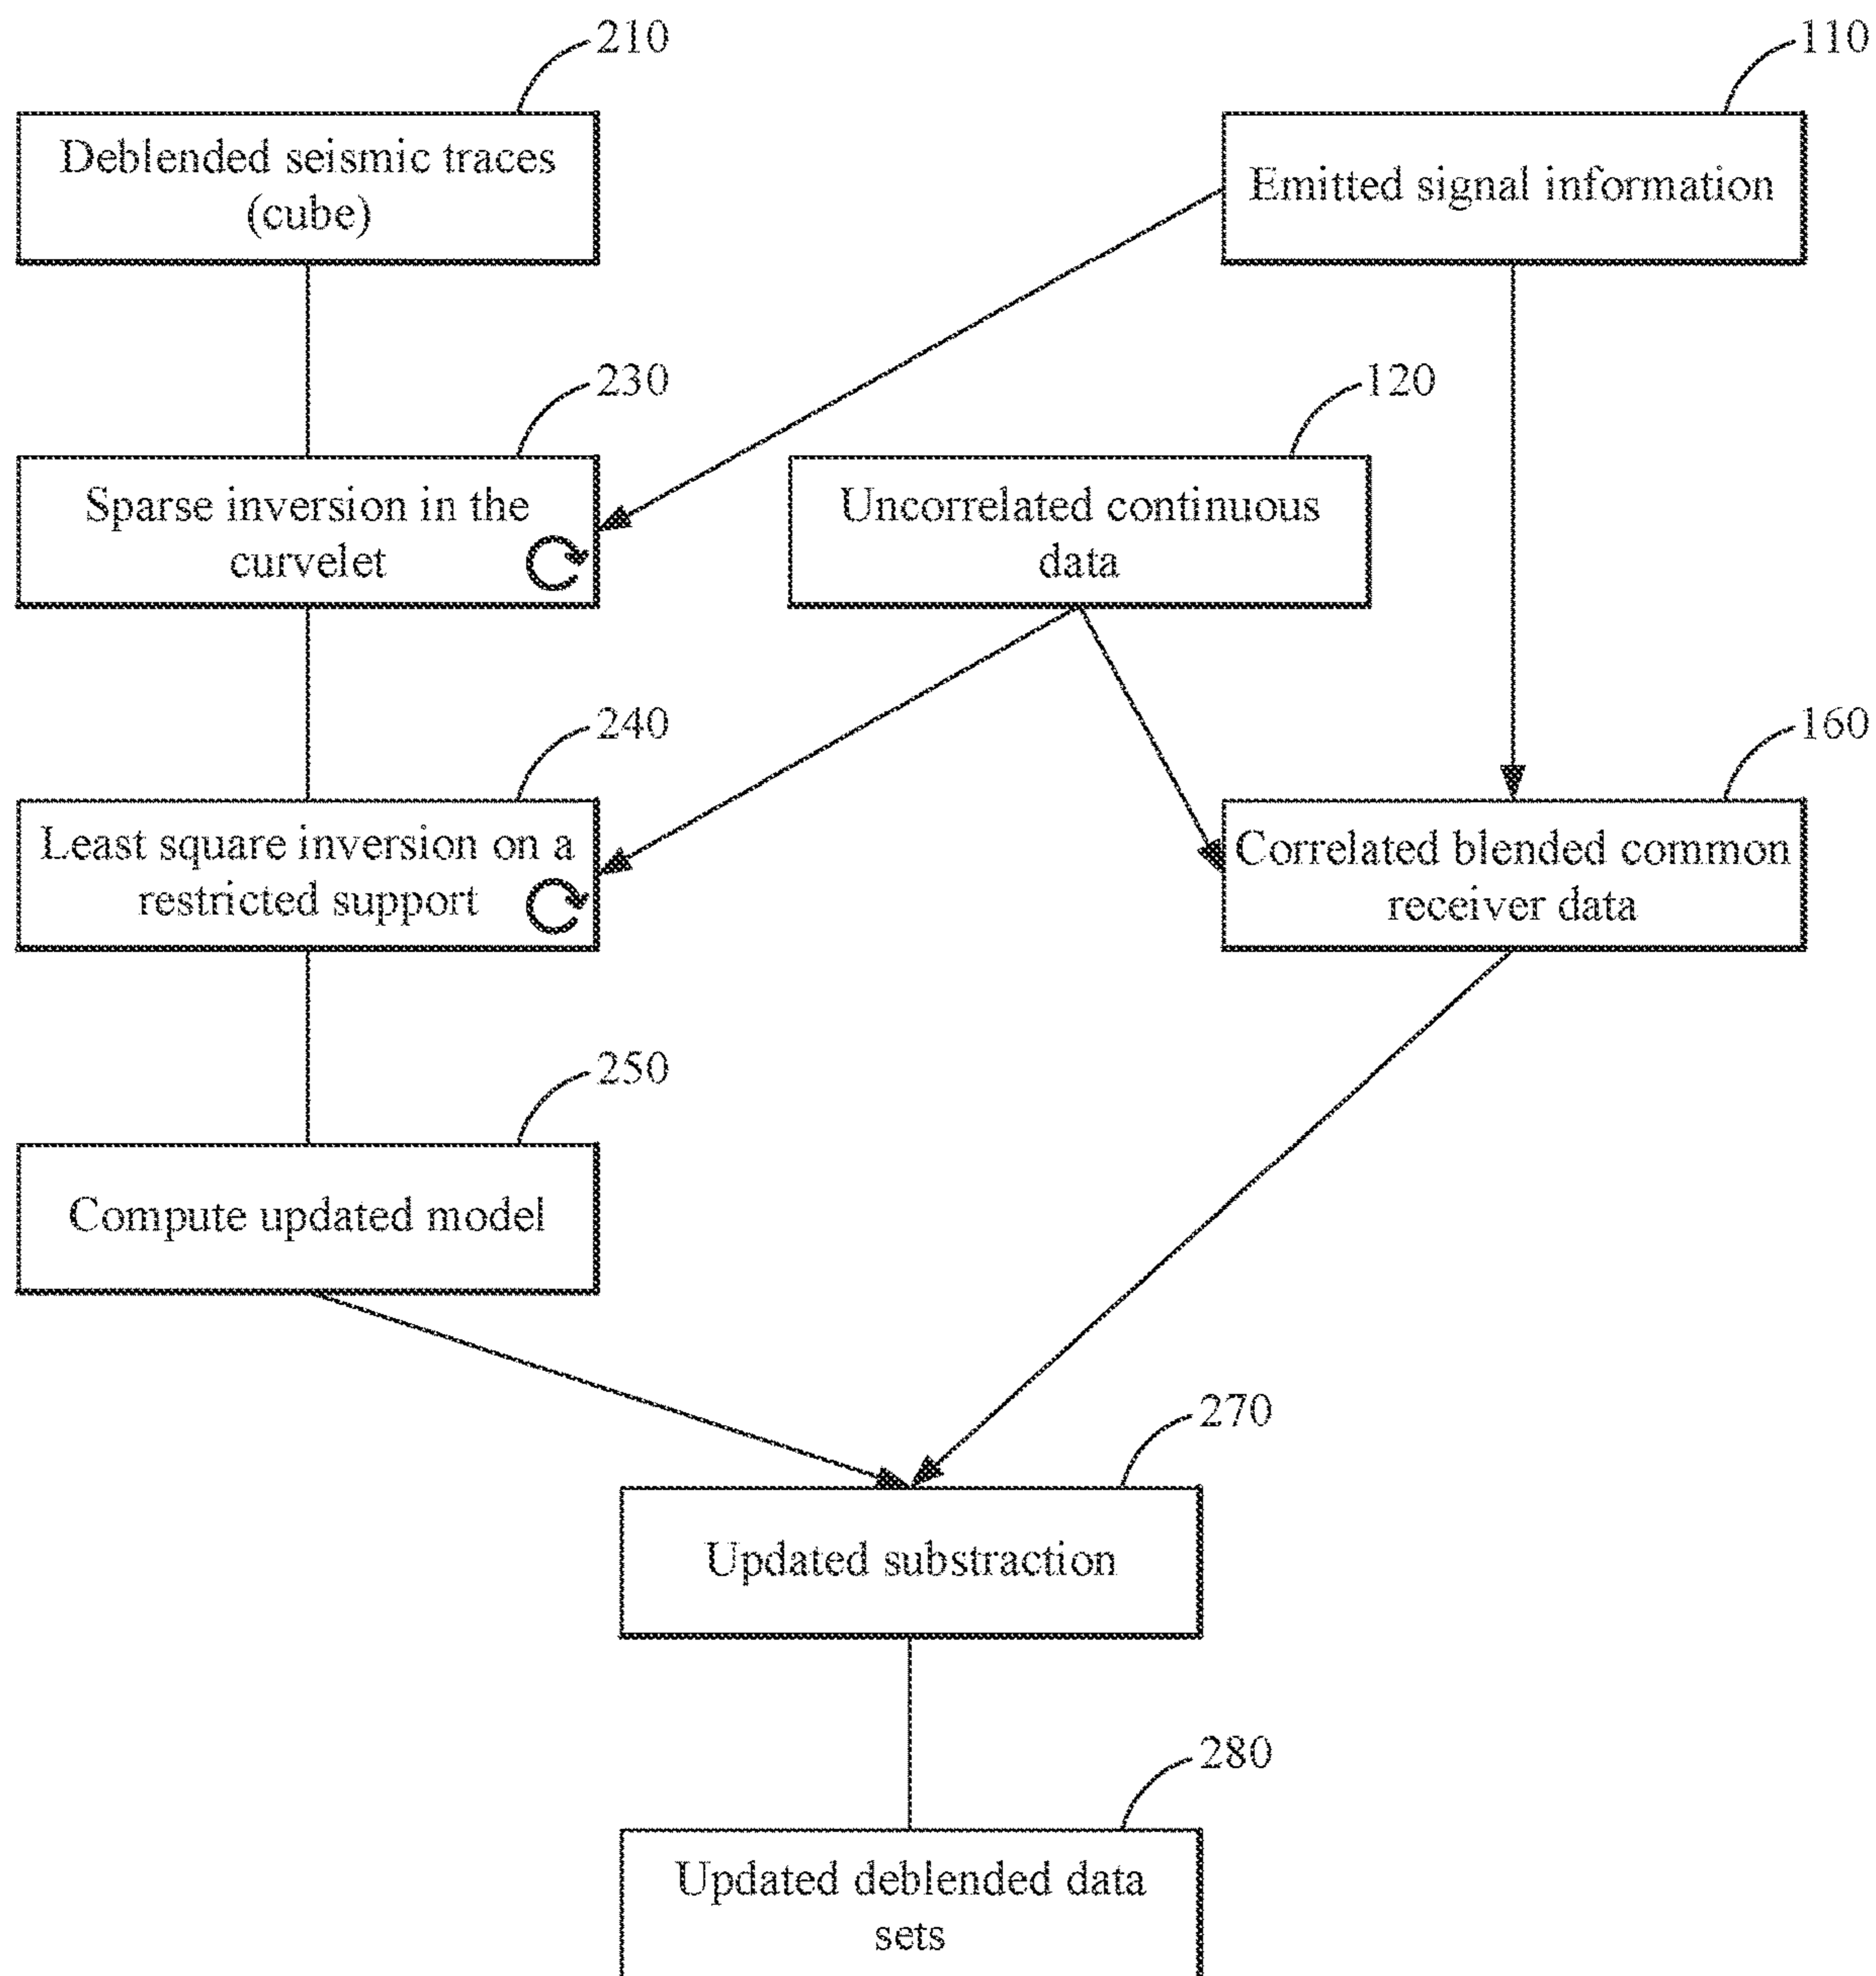 210
110
Deblended seismic traces
(cube)
Emitted signal information
230
120
Sparse inversion in the
curvelet
Uncorrelated continuous
data
240
160
Least square inversion on a
restricted support
Correlated blended common
receiver data
250
Compute updated model
270
Updated substraction
280
Updated deblended data
sets